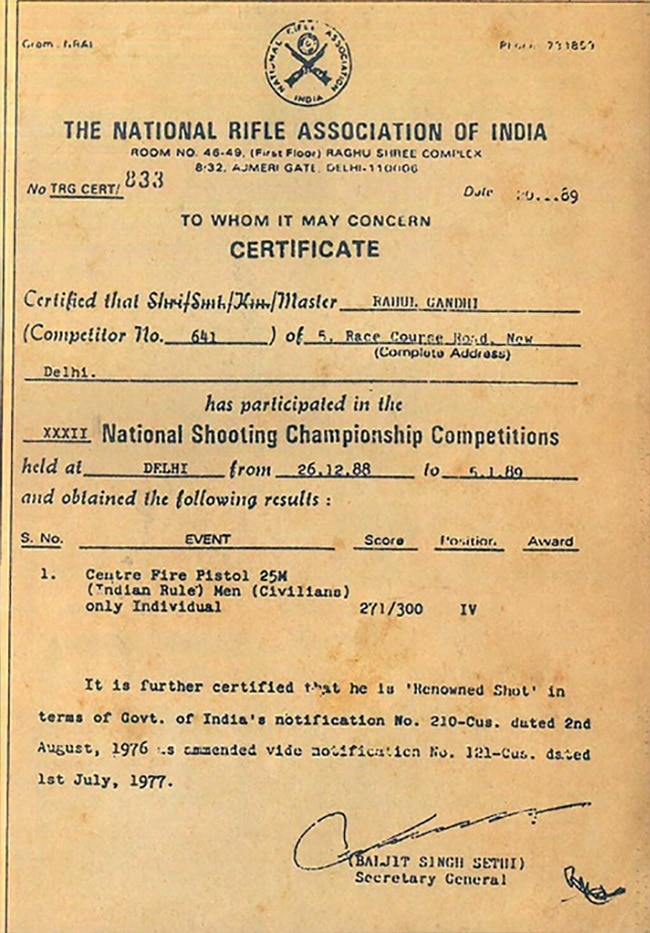 Gram : NRAI
NATIONAL RIFLE ASSOCIATION
INDIA
THE NATIONAL RIFLE ASSOCIATION OF INDIA
ROOM NO. 46-49, (First Floor) RAGHU SHREE COMPLEX
8/32, AJMERI GATE, DELHI-110006
No TRG CERT/ 833
Date 89
TO WHOM IT MAY CONCERN
CERTIFICATE
Certified that Shri/Smt./Km./Master RAHUL GANDHI
(Competitor No. 641 ) of 5, Race Course Road, New
(Complete Address)
Delhi.
has participated in the
XXXII National Shooting Championship Competitions
held at DELHI from 26.12.88 to 5.1.89
and obtained the following results :
S. No. EVENT Score Position Award
1. Centre Fire Pistol 25M
(Indian Rule) Men (Civilians)
only Individual 271/300 IV
It is further certified that he is 'Renowned Shot' in
terms of Govt. of India's notification No. 210-Cus. dated 2nd
August, 1976 as ammended vide notification No. 121-Cus. dated
1st July, 1977.
(BALJIT SINGH SETHI)
Secretary General